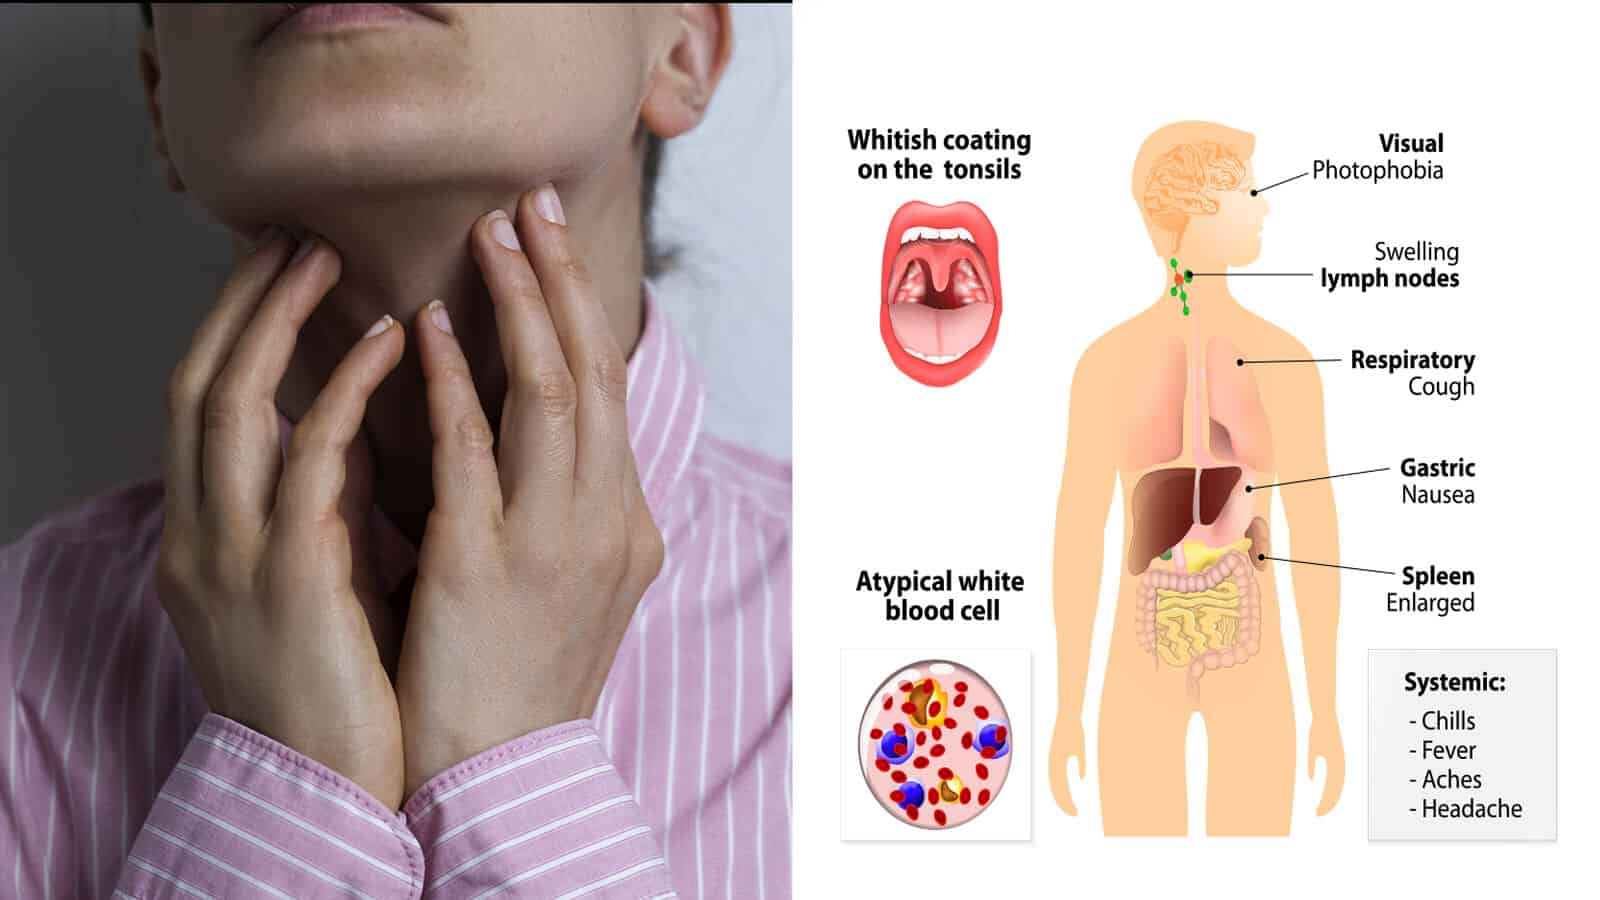 Whitish coating
on the tonsils
Visual
Photophobia
Swelling
lymph nodes
Respiratory
Cough
Gastric
Nausea
Spleen
Enlarged
Atypical white
blood cell
Systemic:
- Chills
- Fever
- Aches
- Headache